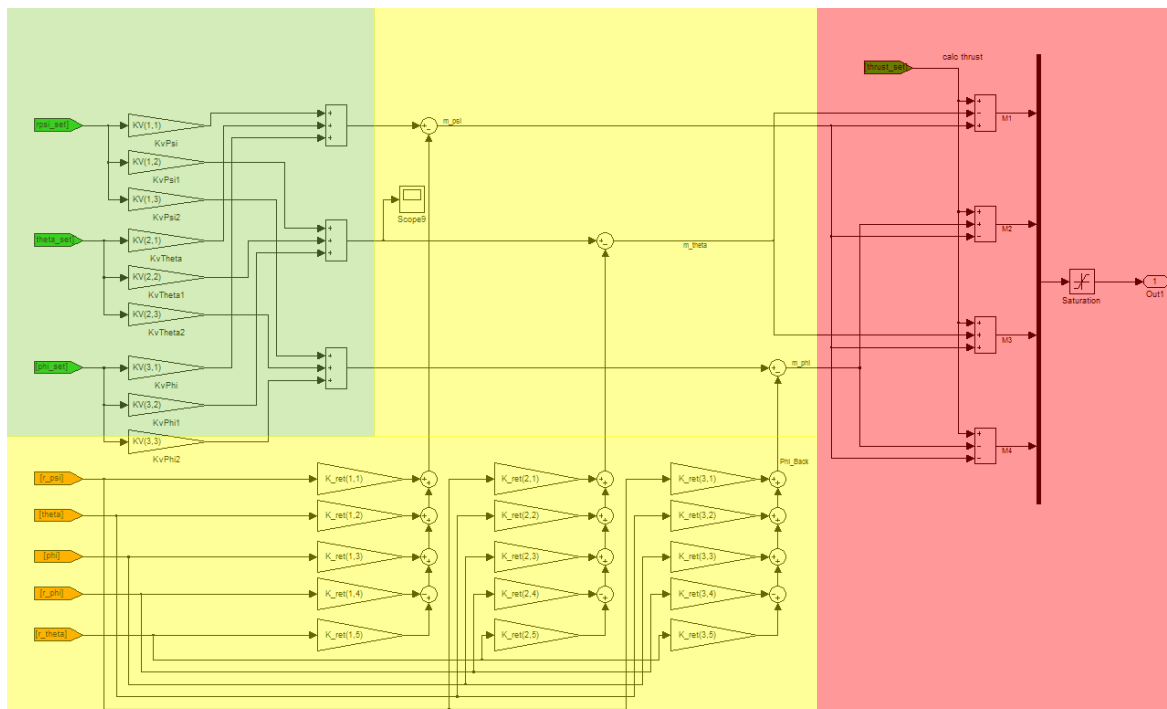 calc thrust
[thrust_set]
[rpsi_set]
KV(1,1)
KvPsi
KV(1,2)
KvPsi1
KV(1,3)
KvPsi2
m_psi
M1
Scope9
[theta_set]
KV(2,1)
KvTheta
KV(2,2)
KvTheta1
KV(2,3)
KvTheta2
m_theta
M2
Saturation
1
Out1
[phi_set]
KV(3,1)
KvPhi
KV(3,2)
KvPhi1
KV(3,3)
KvPhi2
m_phi
M3
M4
Phi_Back
[r_psi]
K_ret(1,1)
K_ret(2,1)
K_ret(3,1)
[theta]
K_ret(1,2)
K_ret(2,2)
K_ret(3,2)
[phi]
K_ret(1,3)
K_ret(2,3)
K_ret(3,3)
[r_phi]
K_ret(1,4)
K_ret(2,4)
K_ret(3,4)
[r_theta]
K_ret(1,5)
K_ret(2,5)
K_ret(3,5)